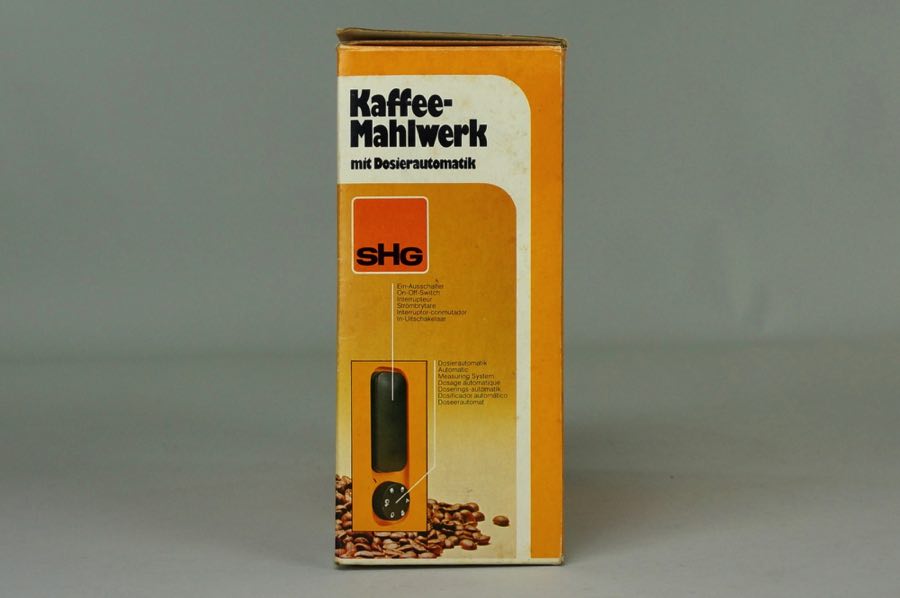 Kaffee-
Mahlwerk
mit Dosierautomatik
SHG
Ein-Ausschalter
On-Off-Switch
Interrupteur
Strömbrytare
Interruptor-conmutador
In-Uitschakelaar
Dosierautomatik
Automatic
Measuring System
Dosage automatique
Doserings-automatik
Dosificador automático
Doseerautomat